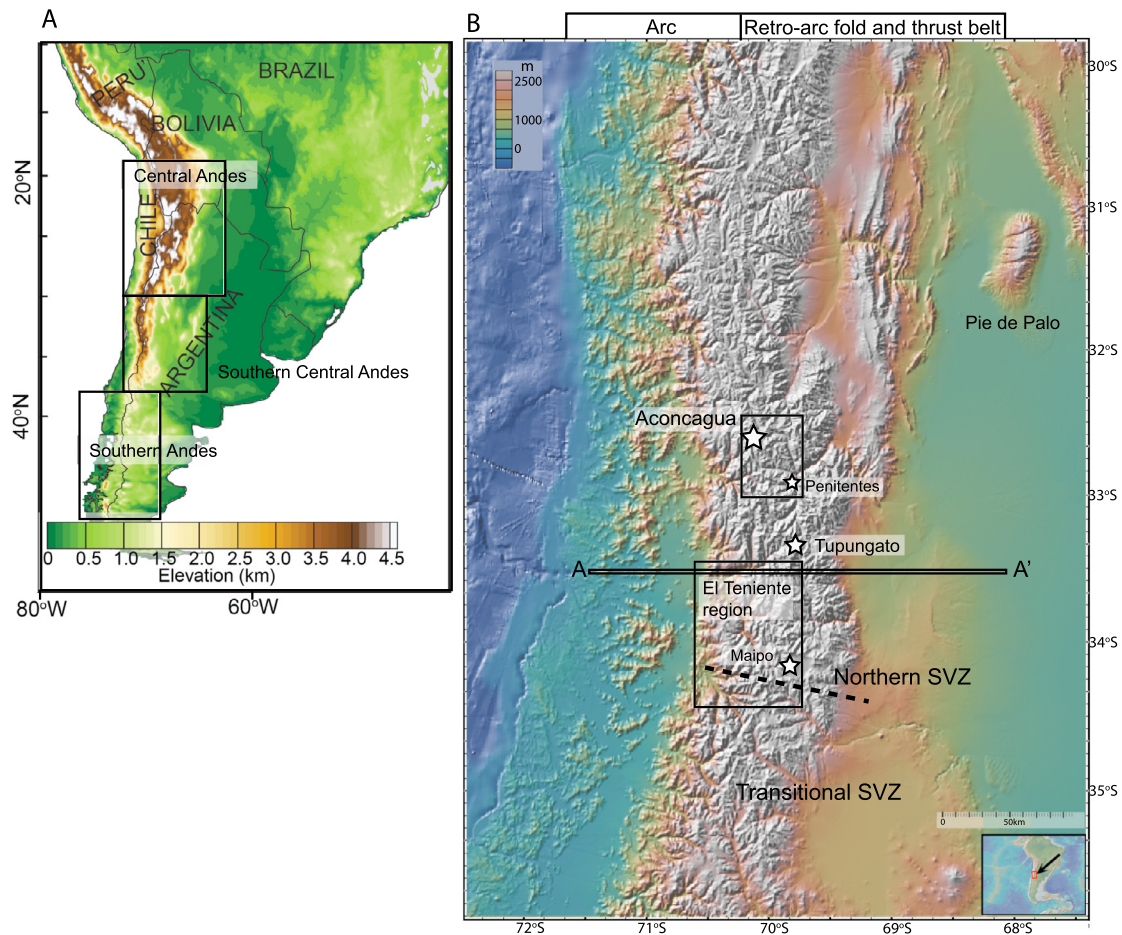 A
PERU
BRAZIL
BOLIVIA
Central Andes
CHILE
ARGENTINA
Southern Central Andes
Southern Andes
20°N
40°N
0 0.5 1.0 1.5 2.0 2.5 3.0 3.5 4.0 4.5
Elevation (km)
80°W 60°W
B
Arc Retro-arc fold and thrust belt
m
2500
1000
0
30°S
31°S
32°S
33°S
34°S
35°S
Pie de Palo
Aconcagua
Penitentes
Tupungato
A A’
El Teniente
region
Maipo
Northern SVZ
Transitional SVZ
0 50km
72°S 71°S 70°S 69°S 68°S